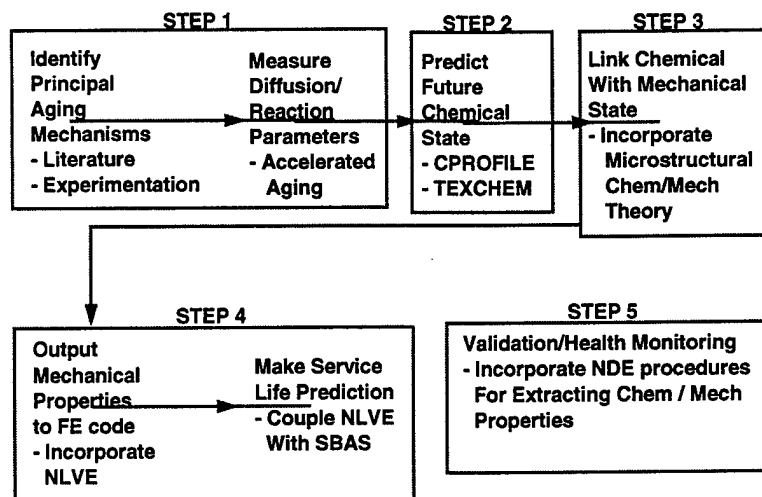 STEP 1
Identify
Principal
Aging
Mechanisms
- Literature
- Experimentation
Measure
Diffusion/
Reaction
Parameters
- Accelerated
Aging
STEP 2
Predict
Future
Chemical
State
- CPROFILE
- TEXCHEM
STEP 3
Link Chemical
With Mechanical
State
- Incorporate
Microstructural
Chem/Mech
Theory
STEP 4
Output
Mechanical
Properties
to FE code
- Incorporate
NLVE
Make Service
Life Prediction
- Couple NLVE
With SBAS
STEP 5
Validation/Health Monitoring
- Incorporate NDE procedures
For Extracting Chem / Mech
Properties